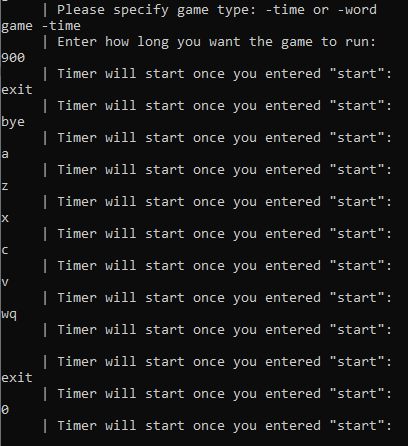 | Please specify game type: -time or -word
game -time
| Enter how long you want the game to run:
900
| Timer will start once you entered "start":
exit
| Timer will start once you entered "start":
bye
| Timer will start once you entered "start":
a
| Timer will start once you entered "start":
z
| Timer will start once you entered "start":
x
| Timer will start once you entered "start":
c
| Timer will start once you entered "start":
v
| Timer will start once you entered "start":
wq
| Timer will start once you entered "start":
| Timer will start once you entered "start":
exit
| Timer will start once you entered "start":
0
| Timer will start once you entered "start":